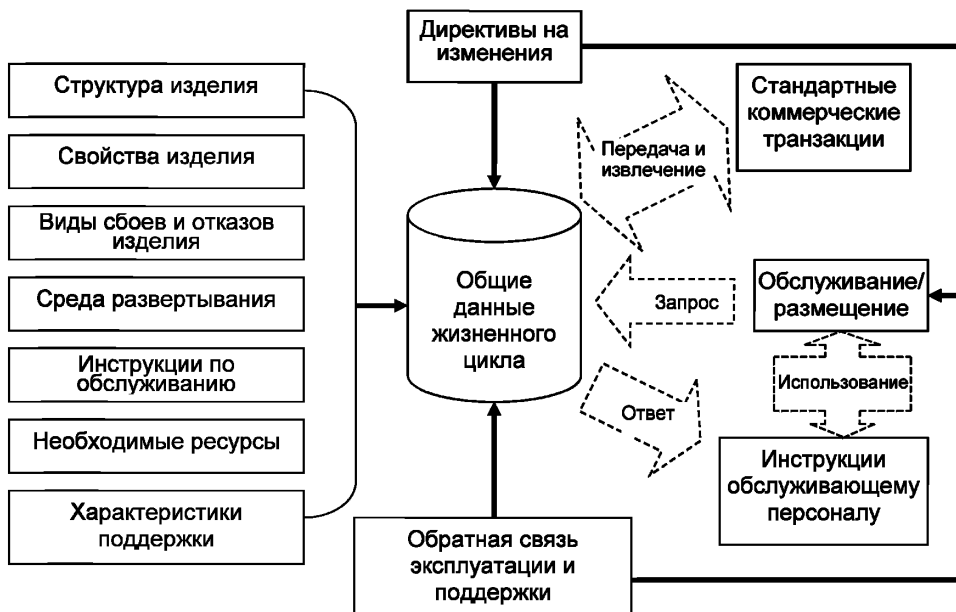 Директивы на
изменения
Структура изделия
Свойства изделия
Виды сбоев и отказов
изделия
Среда развертывания
Инструкции по
обслуживанию
Необходимые ресурсы
Характеристики
поддержки
Общие
данные
жизненного
цикла
Обратная связь
эксплуатации и
поддержки
Передача и
извлечение
Стандартные
коммерческие
транзакции
Запрос
Обслуживание/
размещение
Использование
Ответ
Инструкции
обслуживающему
персоналу